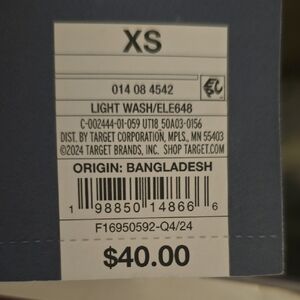 XS
014 08 4542
LIGHT WASH/ELE648
C-002444-01-059 UT18 50A03-0156
DIST. BY TARGET CORPORATION, MPLS, MN 55403
©2024 TARGET BRANDS, INC. SHOP TARGET.COM
ORIGIN: BANGLADESH
1 98850 14866 6
F16950592-Q4/24
$40.00